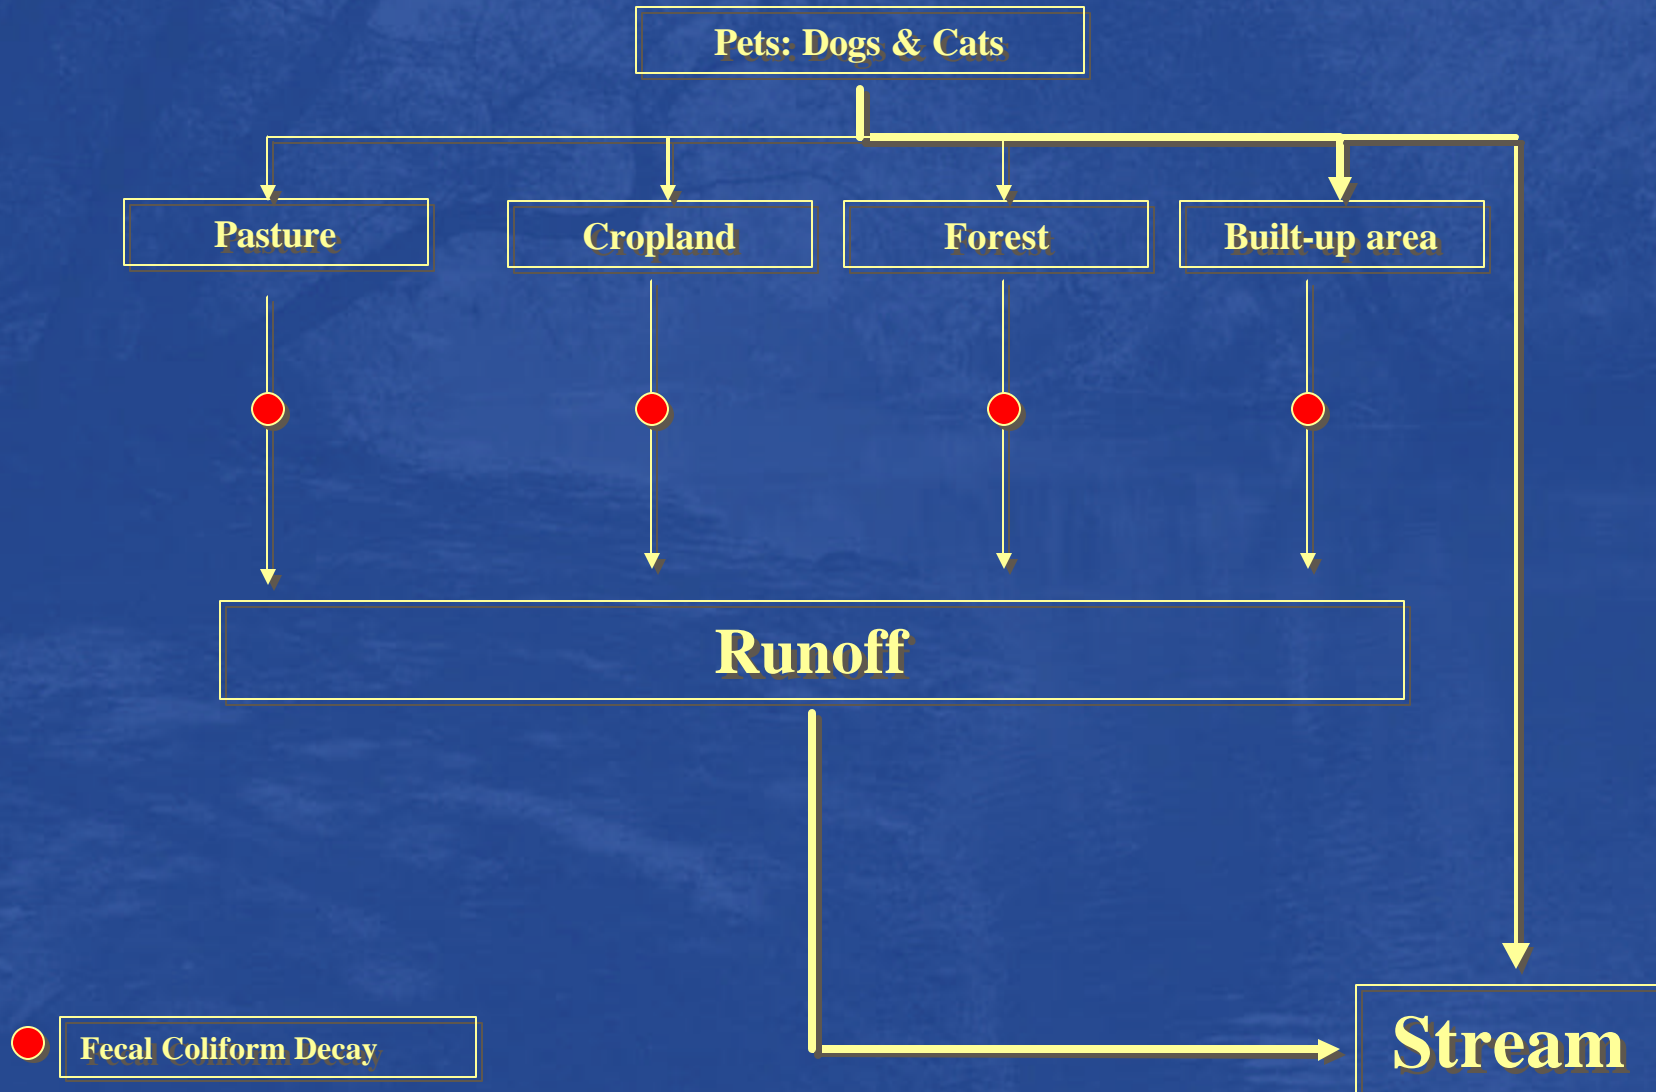 Pets: Dogs & Cats
Pasture
Cropland
Forest
Built-up area
Runoff
Stream
Fecal Coliform Decay